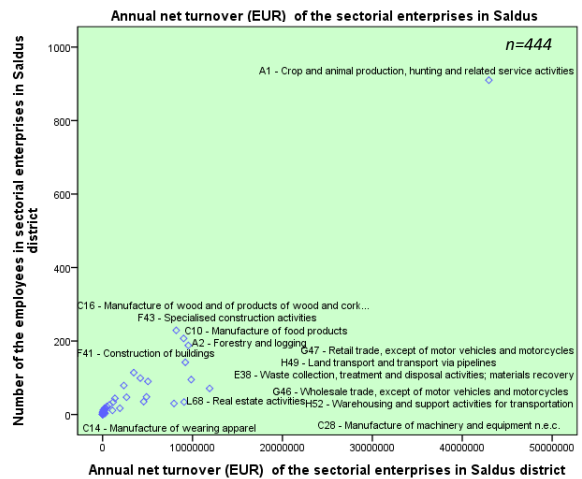 Annual net turnover (EUR) of the sectorial enterprises in Saldus
n=444
A1 - Crop and animal production, hunting and related service activities
C16 - Manufacture of wood and of products of wood and cork...
F43 - Specialised construction activities
C10 - Manufacture of food products
A2 - Forestry and logging
G47 - Retail trade, except of motor vehicles and motorcycles
F41 - Construction of buildings
H49 - Land transport and transport via pipelines
E38 - Waste collection, treatment and disposal activities; materials recovery
G46 - Wholesale trade, except of motor vehicles and motorcycles
L68 - Real estate activities
H52 - Warehousing and support activities for transportation
C14 - Manufacture of wearing apparel
C28 - Manufacture of machinery and equipment n.e.c.
Number of the employees in sectorial enterprises in Saldus
district
1000
800
600
400
200
0
0
10000000
20000000
30000000
40000000
50000000
Annual net turnover (EUR) of the sectorial enterprises in Saldus district